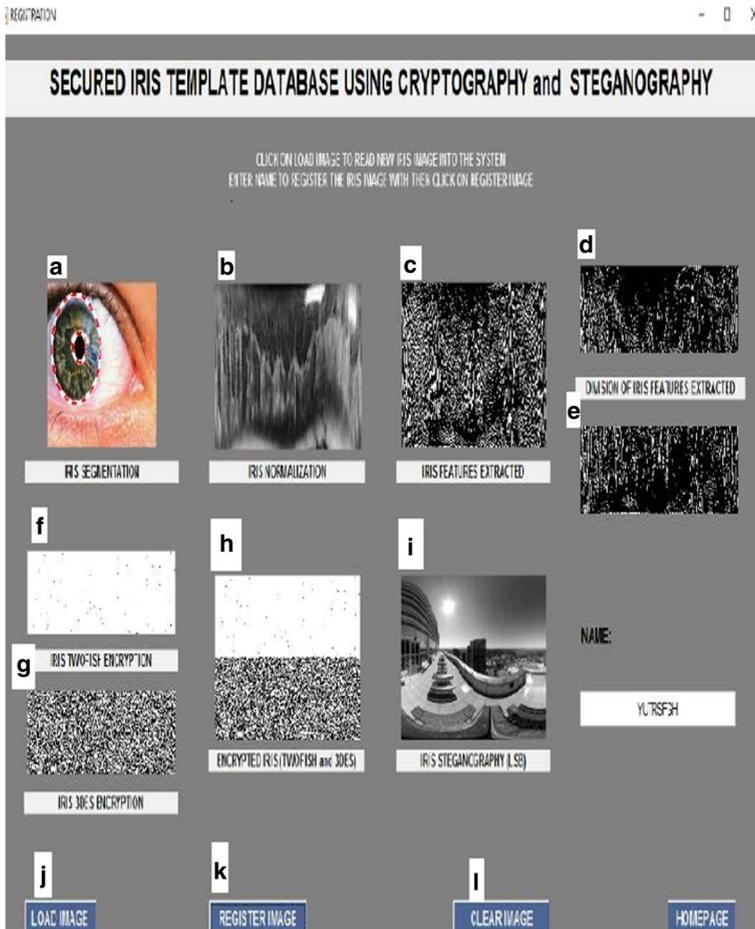 REGISTRATION
SECURED IRIS TEMPLATE DATABASE USING CRYPTOGRAPHY and STEGANOGRAPHY
CLICK ON LOAD IMAGE TO READ NEW IRIS IMAGE INTO THE SYSTEM
ENTER NAME TO REGISTER THE IRIS IMAGE WITH THEN CLICK ON REGISTER IMAGE
a
b
c
d
IRIS SEGMENTATION
IRIS NORMALIZATION
IRIS FEATURES EXTRACTED
DIVISION OF IRIS FEATURES EXTRACTED
e
f
h
i
IRIS TWOFISH ENCRYPTION
g
ENCRYPTED IRIS (TWOFISH and 3DES)
IRIS STEGANOGRAPHY (LSB)
NAME:
IRIS 3DES ENCRYPTION
j
k
l
LOAD IMAGE
REGISTER IMAGE
CLEAR IMAGE
HOMEPAGE